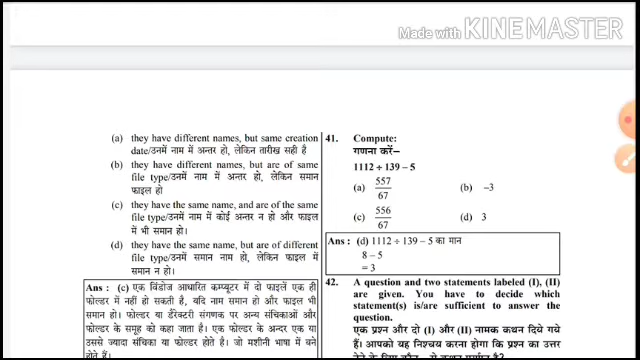 Made with KINEMASTER
(a) they have different names, but same creation
date/उनमें नाम में अन्तर हो, लेकिन तारीख सही है
(b) they have different names, but are of same
file type/उनमें नाम में अन्तर हो, लेकिन समान
फाइल हो
(c) they have the same name, and are of the same
file type/उनमें नाम में कोई अन्तर न हो और फाइल
में भी समान हो।
(d) they have the same name, but are of different
file type/उनमें समान नाम हो, लेकिन फाइल में
समान न हो।
Ans : (c) एक विंडोज आधारित कम्प्यूटर में दो फाइलें एक ही
फोल्डर में नहीं हो सकती है, यदि नाम समान हो और फाइल भी
समान हो। फोल्डर या डैरेक्टरी संगणक पर अन्य संचिकाओं और
फोल्डर के समूह को कहा जाता है। एक फोल्डर के अन्दर एक या
उससे ज्यादा संचिका या फोल्डर होते है। जो मशीनी भाषा में बने
होते हैं।
41. Compute:
गणना करें–
1112 ÷ 139 – 5
(a) 557/67 (b) –3
(c) 556/67 (d) 3
Ans : (d) 1112 ÷ 139 – 5 का मान
8 – 5
= 3
42. A question and two statements labeled (I), (II)
are given. You have to decide which
statement(s)is/are sufficient to answer the
question.
एक प्रश्न और दो (I) और (II) नामक कथन दिये गये
हैं। आपको यह निश्चय करना होगा कि प्रश्न का उत्तर